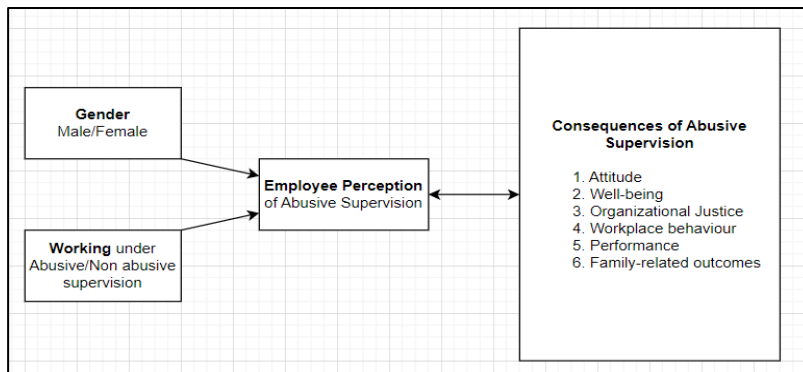 Gender
Male/Female
Working under
Abusive/Non abusive
supervision
Employee Perception
of Abusive Supervision
Consequences of Abusive
Supervision
1. Attitude
2. Well-being
3. Organizational Justice
4. Workplace behaviour
5. Performance
6. Family-related outcomes